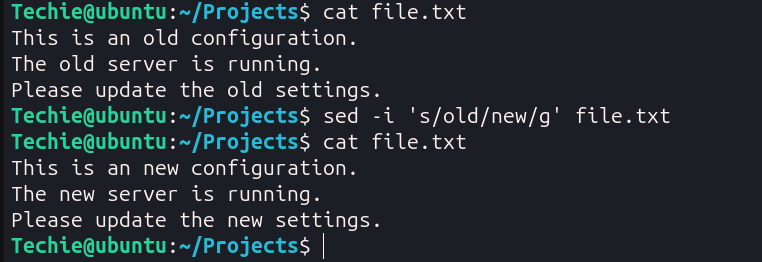 Techie@ubuntu:~/Projects$ cat file.txt
This is an old configuration.
The old server is running.
Please update the old settings.
Techie@ubuntu:~/Projects$ sed -i 's/old/new/g' file.txt
Techie@ubuntu:~/Projects$ cat file.txt
This is an new configuration.
The new server is running.
Please update the new settings.
Techie@ubuntu:~/Projects$